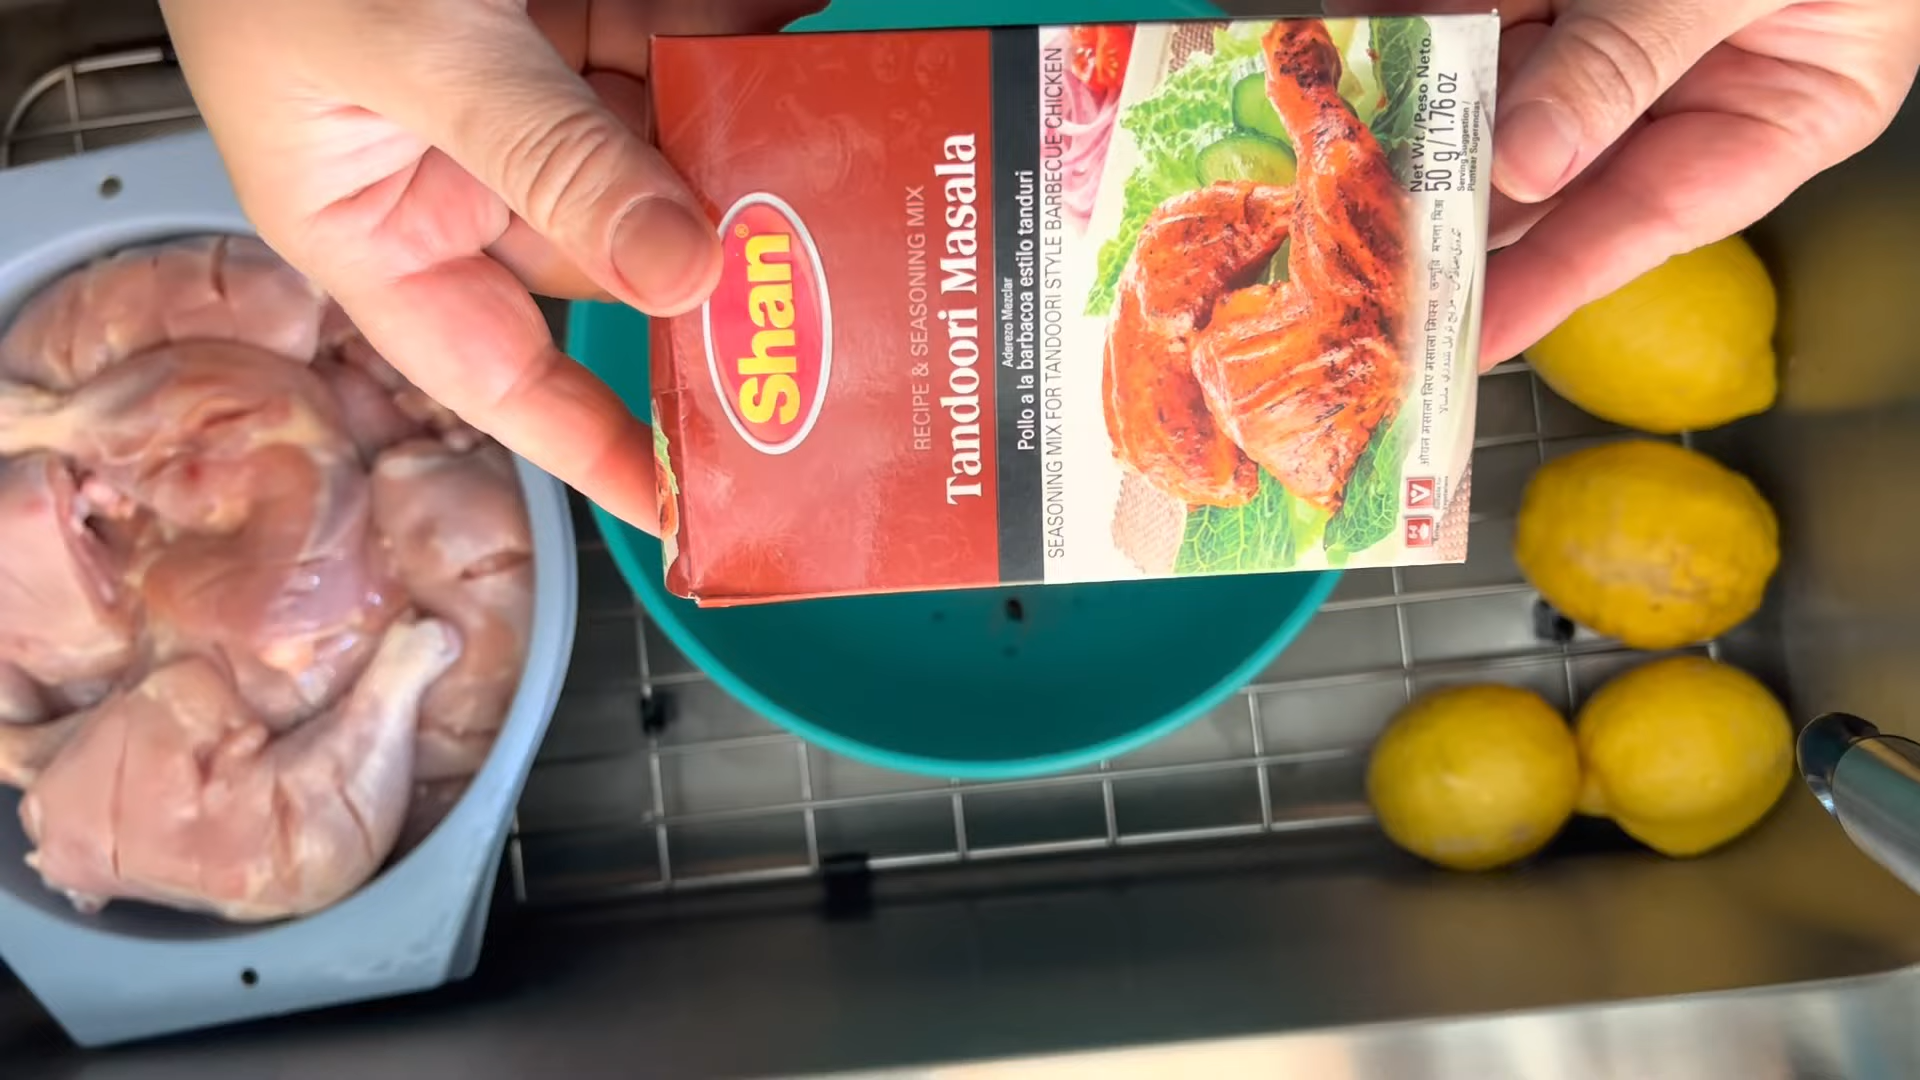 Shan®
RECIPE & SEASONING MIX
Tandoori Masala
Aderezo Mezclar
Pollo a la barbacoa estilo tanduri
SEASONING MIX FOR TANDOORI STYLE BARBECUE CHICKEN
Net Wt./Peso Neto.
50 g/1.76 oz
Serving Suggestion /